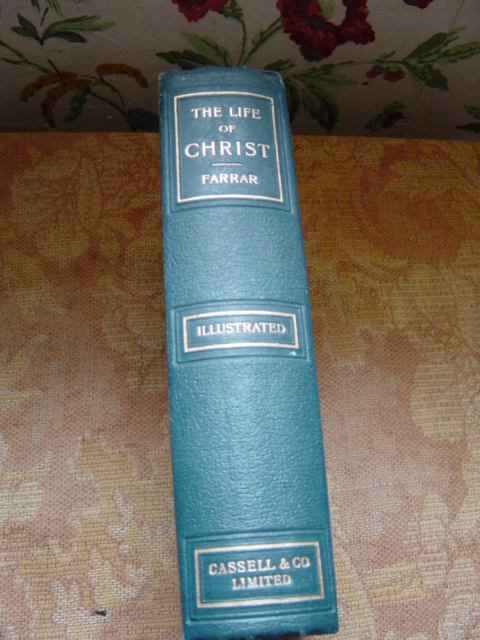 THE LIFE
OF
CHRIST
FARRAR
ILLUSTRATED
CASSELL & CO
LIMITED